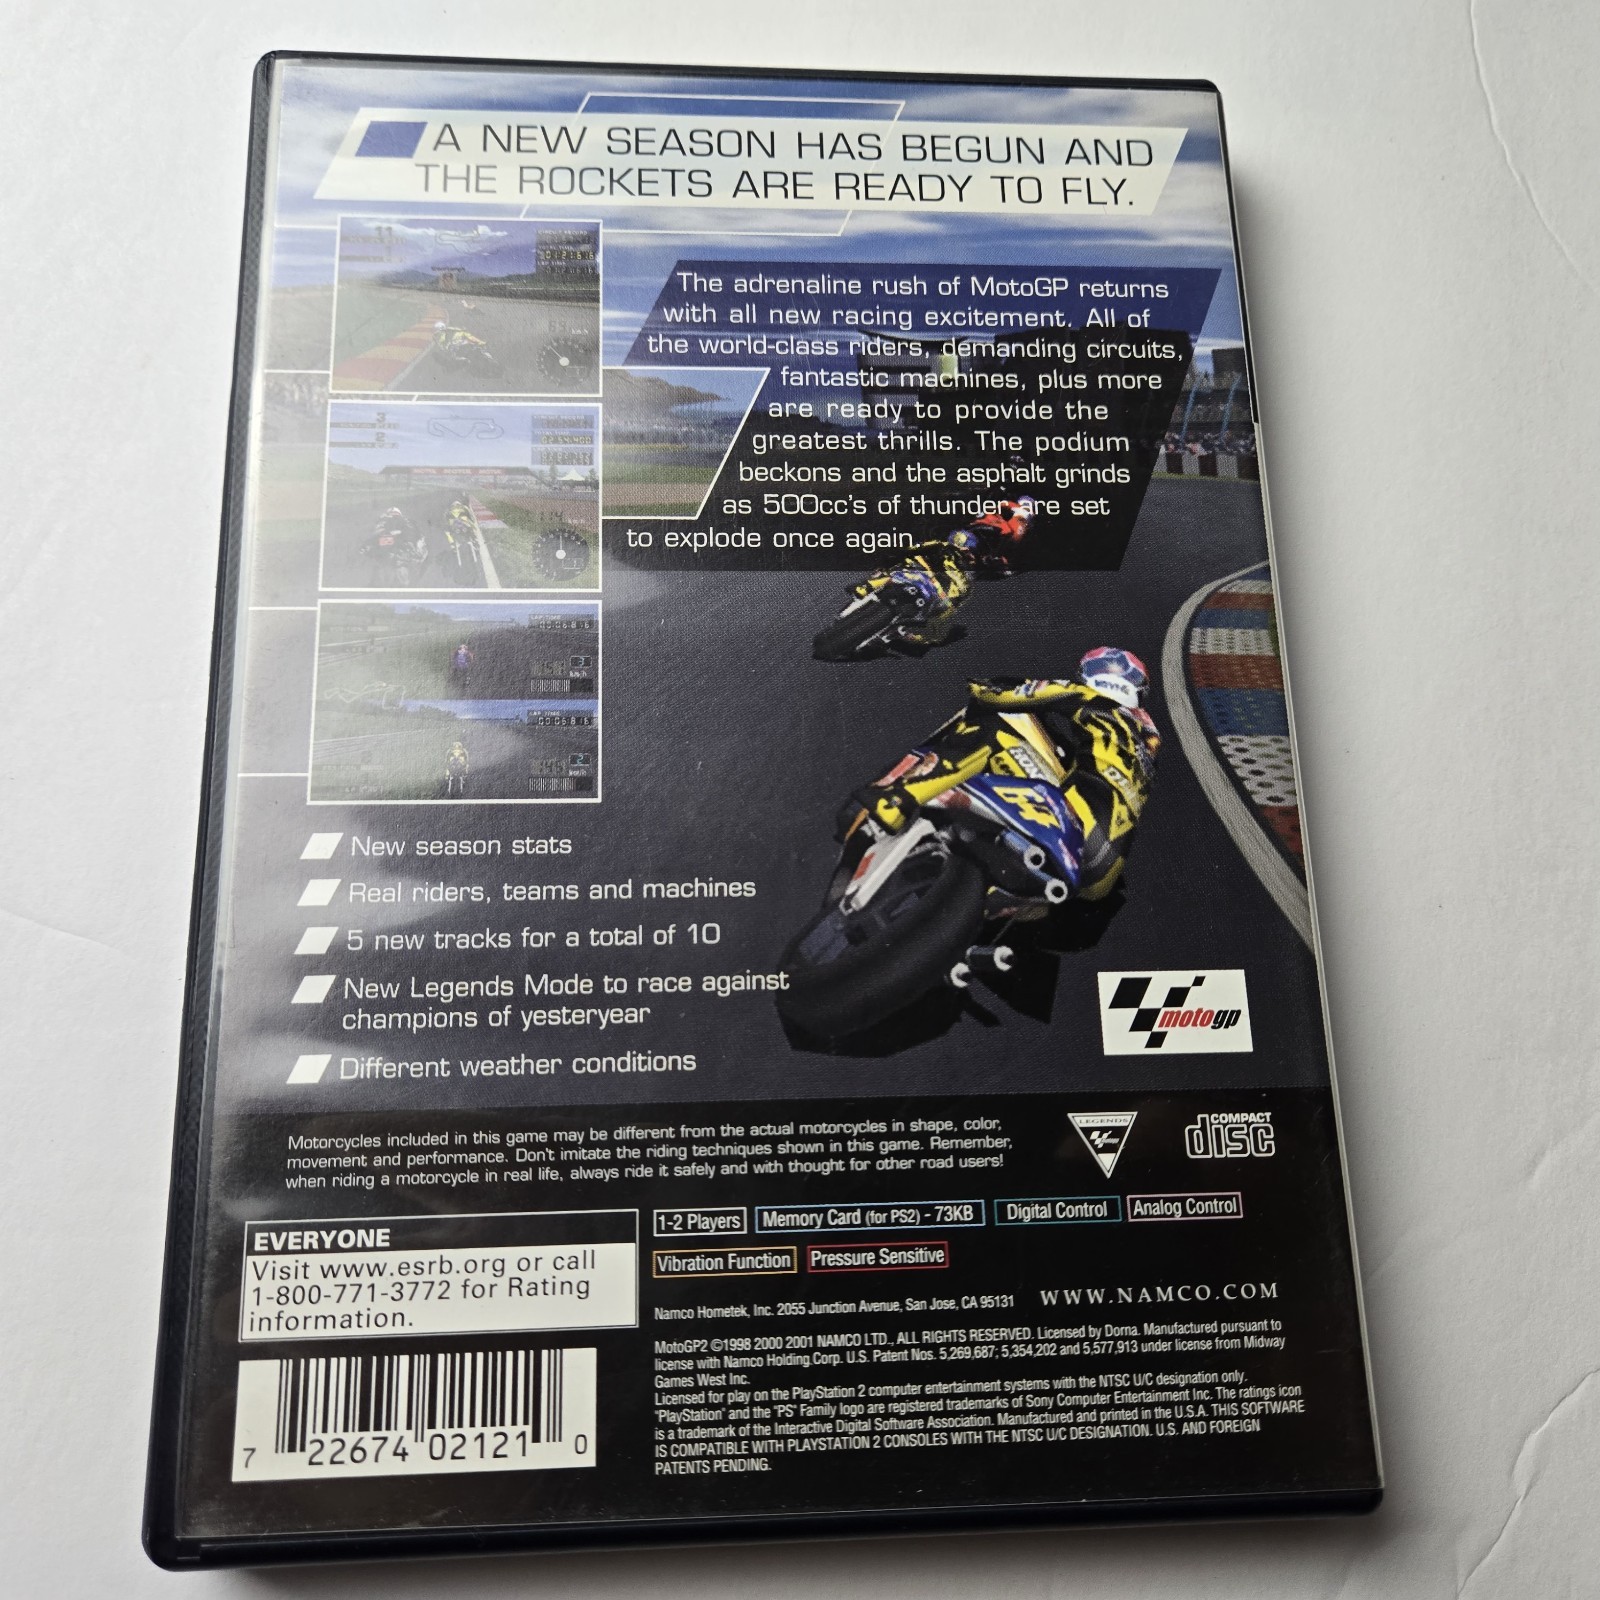 A NEW SEASON HAS BEGUN AND
THE ROCKETS ARE READY TO FLY.
The adrenaline rush of MotoGP returns
with all new racing excitement. All of
the world-class riders, demanding circuits,
fantastic machines, plus more
are ready to provide the
greatest thrills. The podium
beckons and the asphalt grinds
as 500cc's of thunder are set
to explode once again.
64
New season stats
Real riders, teams and machines
5 new tracks for a total of 10
New Legends Mode to race against
champions of yesteryear
Different weather conditions
motogp
Motorcycles included in this game may be different from the actual motorcycles in shape, color,
movement and performance. Don't imitate the riding techniques shown in this game. Remember,
when riding a motorcycle in real life, always ride it safely and with thought for other road users!
LEGENDS
COMPACT
disc
EVERYONE
Visit www.esrb.org or call
1-800-771-3772 for Rating
information.
1-2 Players
Memory Card (for PS2) - 73KB
Digital Control
Analog Control
Vibration Function
Pressure Sensitive
Namco Hometek, Inc. 2055 Junction Avenue, San Jose, CA 95131
WWW.NAMCO.COM
MotoGP2 ©1998 2000 2001 NAMCO LTD., ALL RIGHTS RESERVED. Licensed by Dorna. Manufactured pursuant to
license with Namco Holding Corp. U.S. Patent Nos. 5,269,687; 5,354,202 and 5,577,913 under license from Midway
Games West Inc.
Licensed for play on the PlayStation 2 computer entertainment systems with the NTSC U/C designation only.
"PlayStation" and the "PS" Family logo are registered trademarks of Sony Computer Entertainment Inc. The ratings icon
is a trademark of the Interactive Digital Software Association. Manufactured and printed in the U.S.A. THIS SOFTWARE
IS COMPATIBLE WITH PLAYSTATION 2 CONSOLES WITH THE NTSC U/C DESIGNATION. U.S. AND FOREIGN
PATENTS PENDING.
7 22674 02121 0